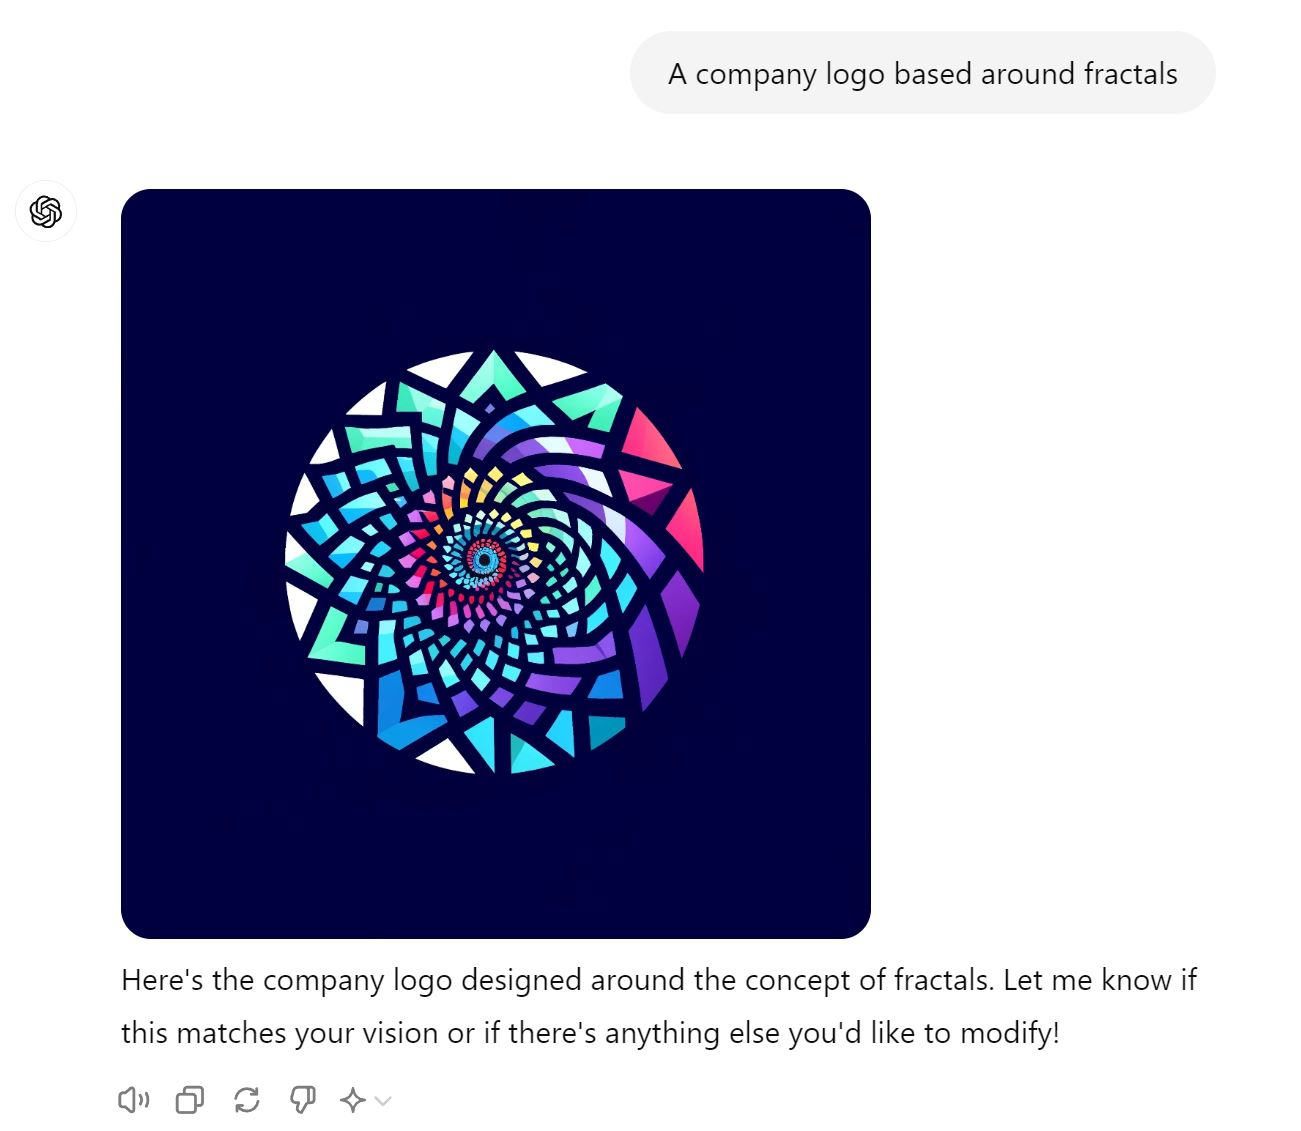 A company logo based around fractals
Here's the company logo designed around the concept of fractals. Let me know if
this matches your vision or if there's anything else you'd like to modify!